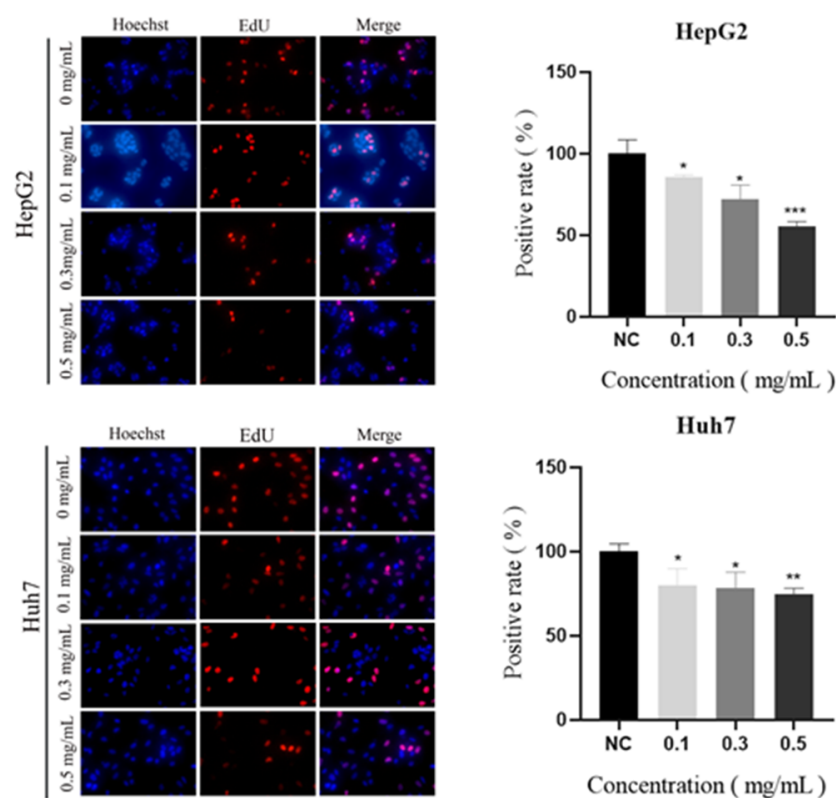 Hoechst EdU Merge
HepG2
0 mg/mL
0.1 mg/mL
0.3mg/mL
0.5 mg/mL
HepG2
Positive rate ( % )
150
100
50
0
* * ***
NC 0.1 0.3 0.5
Concentration ( mg/mL )
Hoechst EdU Merge
Huh7
0 mg/mL
0.1 mg/mL
0.3 mg/mL
0.5 mg/mL
Huh7
Positive rate ( % )
150
100
50
0
* * **
NC 0.1 0.3 0.5
Concentration ( mg/mL )